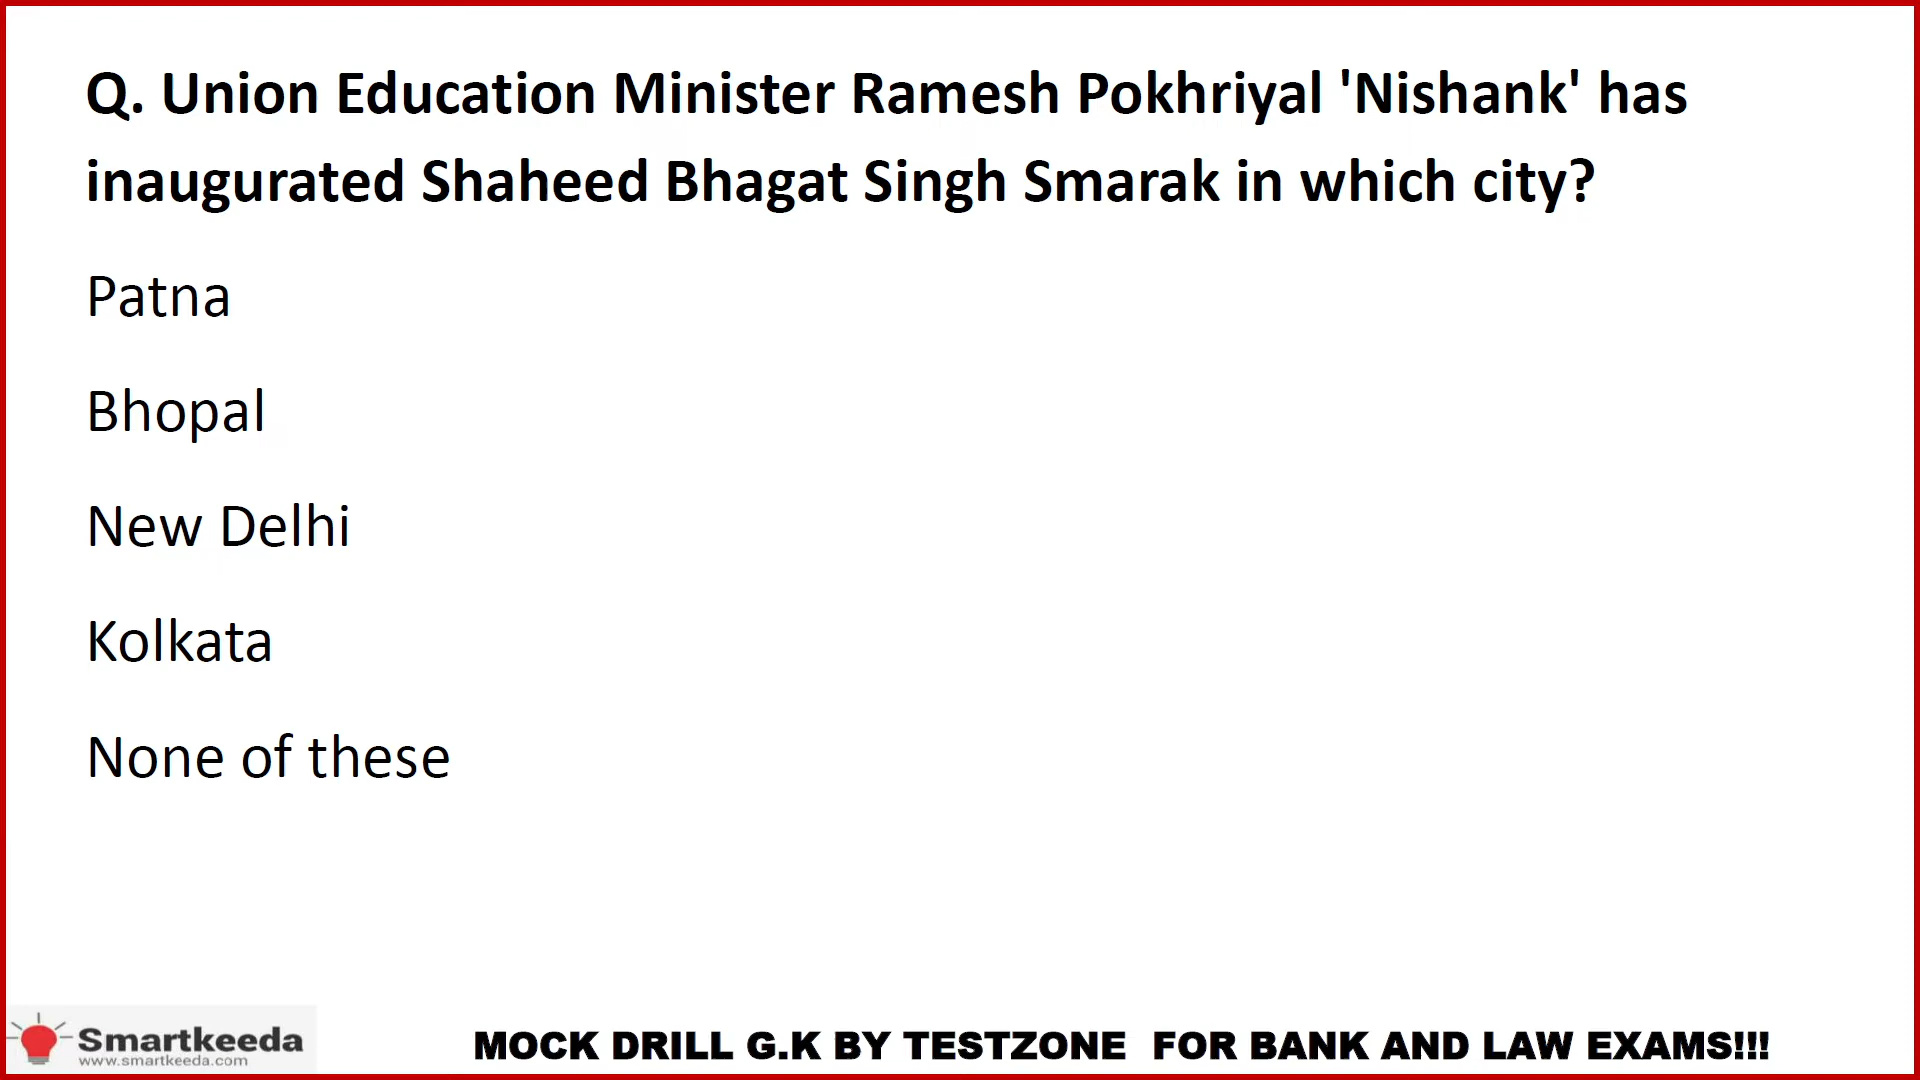 Q. Union Education Minister Ramesh Pokhriyal 'Nishank' has
inaugurated Shaheed Bhagat Singh Smarak in which city?
Patna
Bhopal
New Delhi
Kolkata
None of these
Smartkeeda
www.smartkeeda.com
MOCK DRILL G.K BY TESTZONE  FOR BANK AND LAW EXAMS!!!